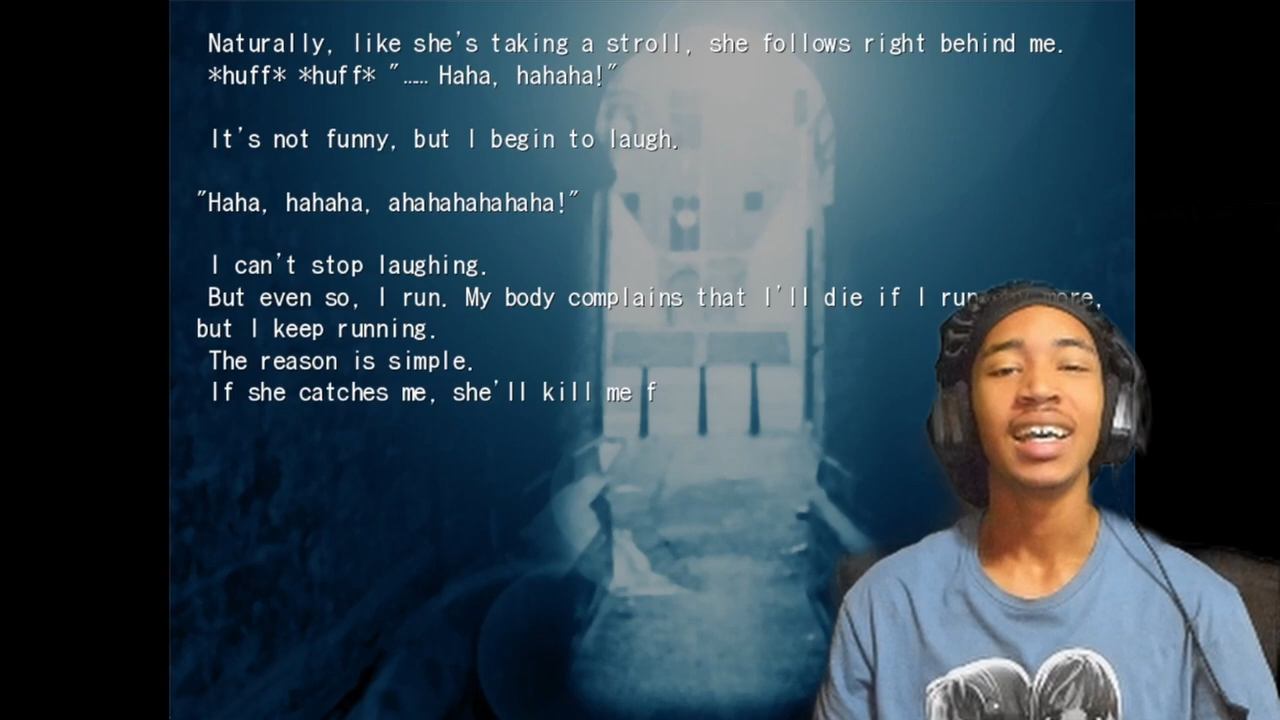 Naturally, like she's taking a stroll, she follows right behind me.
*huff* *huff* "…… Haha, hahaha!"
It's not funny, but I begin to laugh.
"Haha, hahaha, ahahahahahaha!"
I can't stop laughing.
But even so, I run. My body complains that I'll die if I run
but I keep running.
The reason is simple.
If she catches me, she'll kill me f